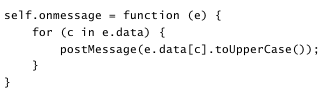 self.onmessage = function (e) {
    for (c in e.data) {
        postMessage(e.data[c].toUpperCase());
    }
}